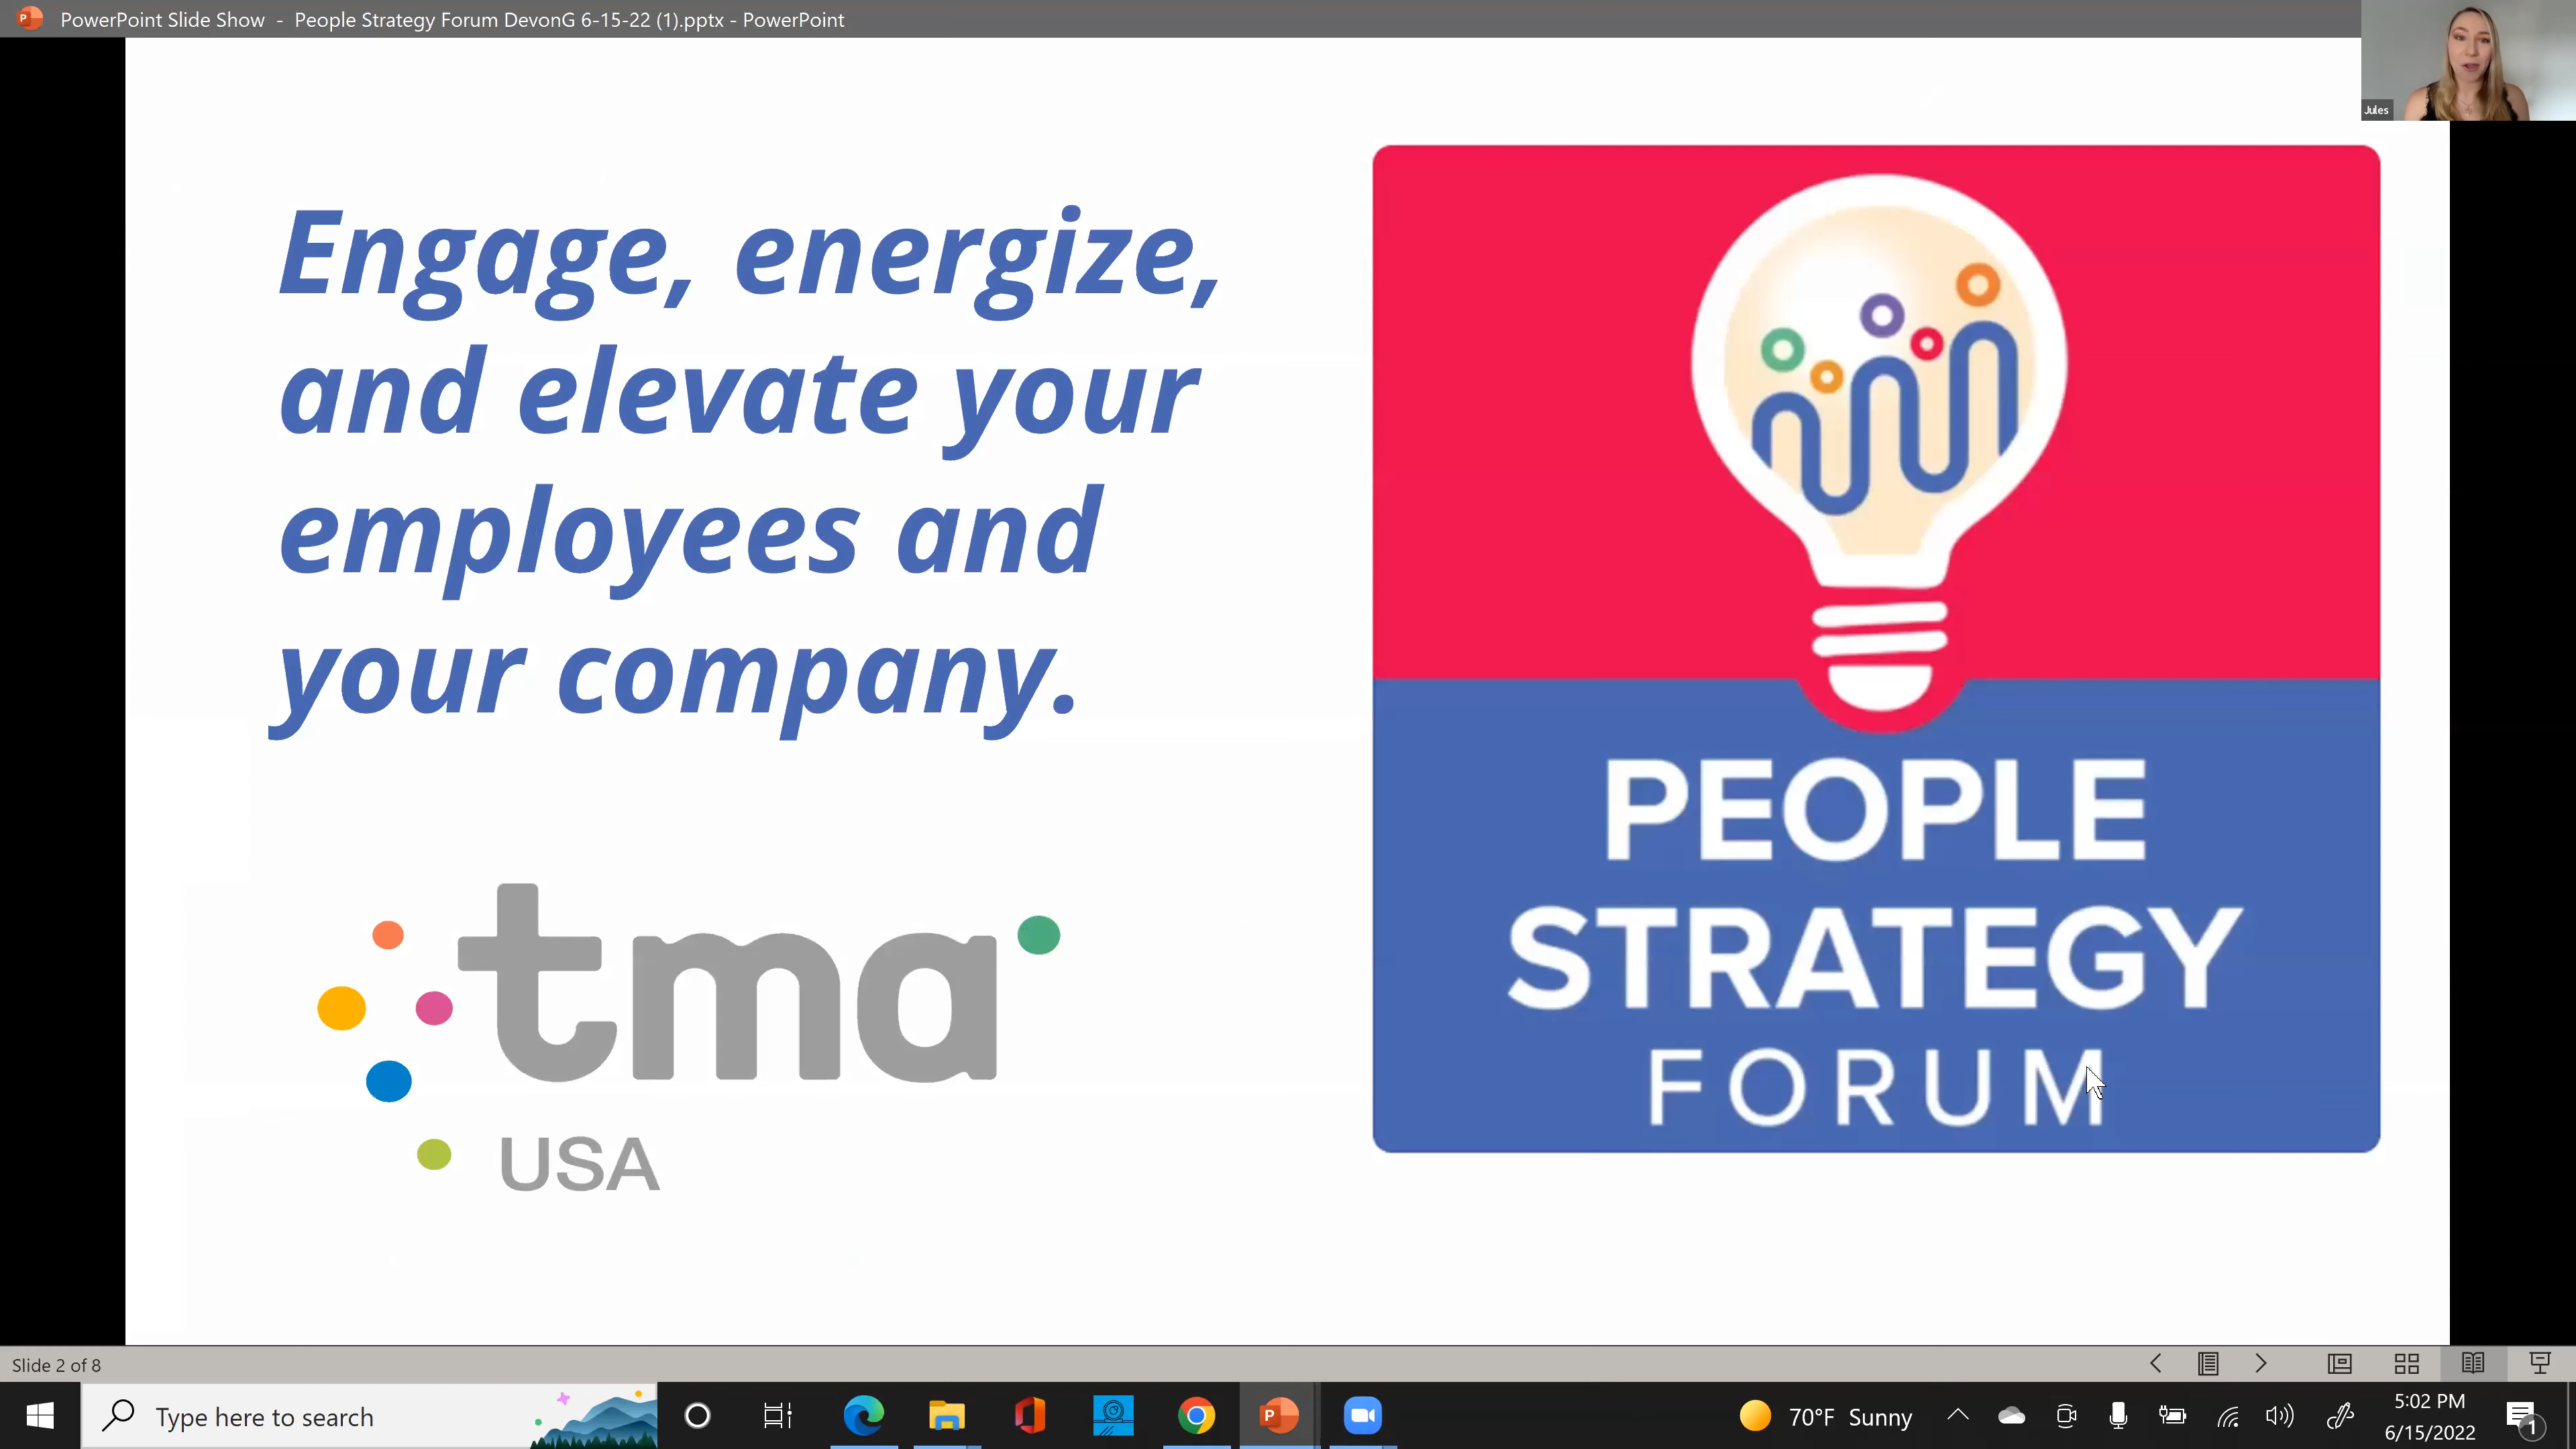 PowerPoint Slide Show - People Strategy Forum DevonG 6-15-22 (1).pptx - PowerPoint
Jules
Engage, energize,
and elevate your
employees and
your company.
tma
USA
PEOPLE
STRATEGY
FORUM
Slide 2 of 8
Type here to search
70°F Sunny
5:02 PM
6/15/2022
1